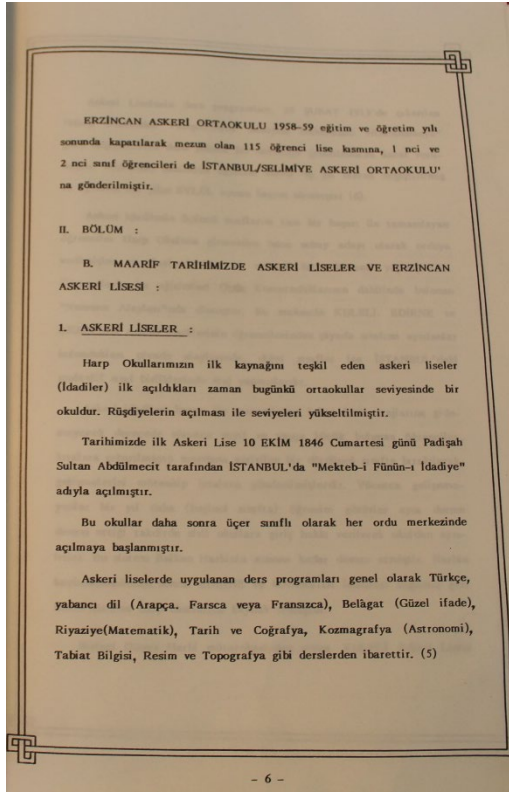 ERZİNCAN ASKERİ ORTAOKULU 1958-59 eğitim ve öğretim yılı
sonunda kapatılarak mezun olan 115 öğrenci lise kısmına, 1 nci ve
2 nci sınıf öğrencileri de İSTANBUL/SELİMİYE ASKERİ ORTAOKULU'
na gönderilmiştir.
II. BÖLÜM :
B. MAARİF TARİHİMİZDE ASKERİ LİSELER VE ERZİNCAN
ASKERİ LİSESİ :
1. ASKERİ LİSELER :
Harp Okullarımızın ilk kaynağını teşkil eden askeri liseler
(İdadiler) ilk açıldıkları zaman bugünkü ortaokullar seviyesinde bir
okuldur. Rüşdiyelerin açılması ile seviyeleri yükseltilmiştir.
Tarihimizde ilk Askeri Lise 10 EKİM 1846 Cumartesi günü Padişah
Sultan Abdülmecit tarafından İSTANBUL'da "Mekteb-i Fünün-ı İdadiye"
adıyla açılmıştır.
Bu okullar daha sonra üçer sınıflı olarak her ordu merkezinde
açılmaya başlanmıştır.
Askeri liselerde uygulanan ders programları genel olarak Türkçe,
yabancı dil (Arapça. Farsca veya Fransızca), Belâgat (Güzel ifade),
Riyaziye(Matematik), Tarih ve Coğrafya, Kozmagrafya (Astronomi),
Tabiat Bilgisi, Resim ve Topografya gibi derslerden ibarettir. (5)
- 6 -